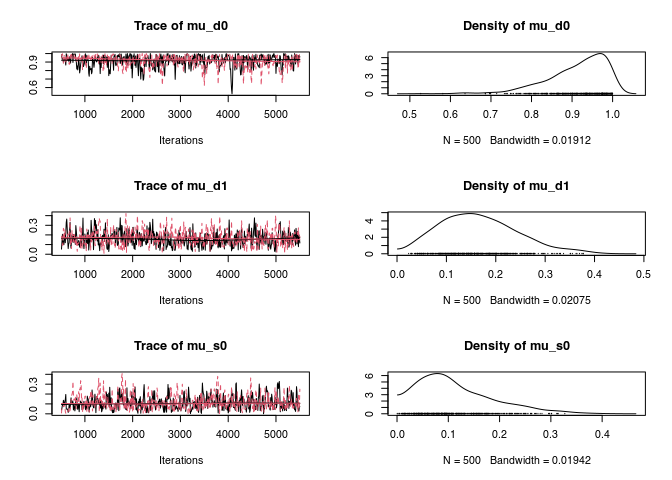 Trace of mu_d0
Density of mu_d0
0.6 0.9
0 3 6
1000 2000 3000 4000 5000
0.5 0.6 0.7 0.8 0.9 1.0
Iterations
N = 500 Bandwidth = 0.01912
Trace of mu_d1
Density of mu_d1
0.0 0.3
0 2 4
1000 2000 3000 4000 5000
0.0 0.1 0.2 0.3 0.4 0.5
Iterations
N = 500 Bandwidth = 0.02075
Trace of mu_s0
Density of mu_s0
0.0 0.3
0 3 6
1000 2000 3000 4000 5000
0.0 0.1 0.2 0.3 0.4
Iterations
N = 500 Bandwidth = 0.01942